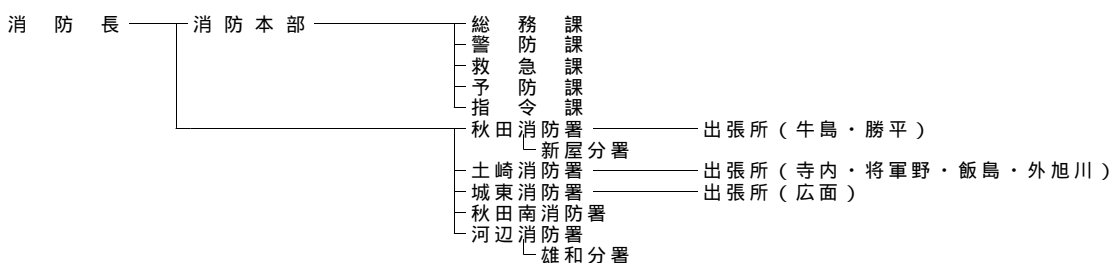 消防長 消防本部 総務課
警防課
救急課
予防課
指令課
秋田消防署 出張所(牛島・勝平)
新屋分署
土崎消防署 出張所(寺内・将軍野・飯島・外旭川)
城東消防署 出張所(広面)
秋田南消防署
河辺消防署
雄和分署